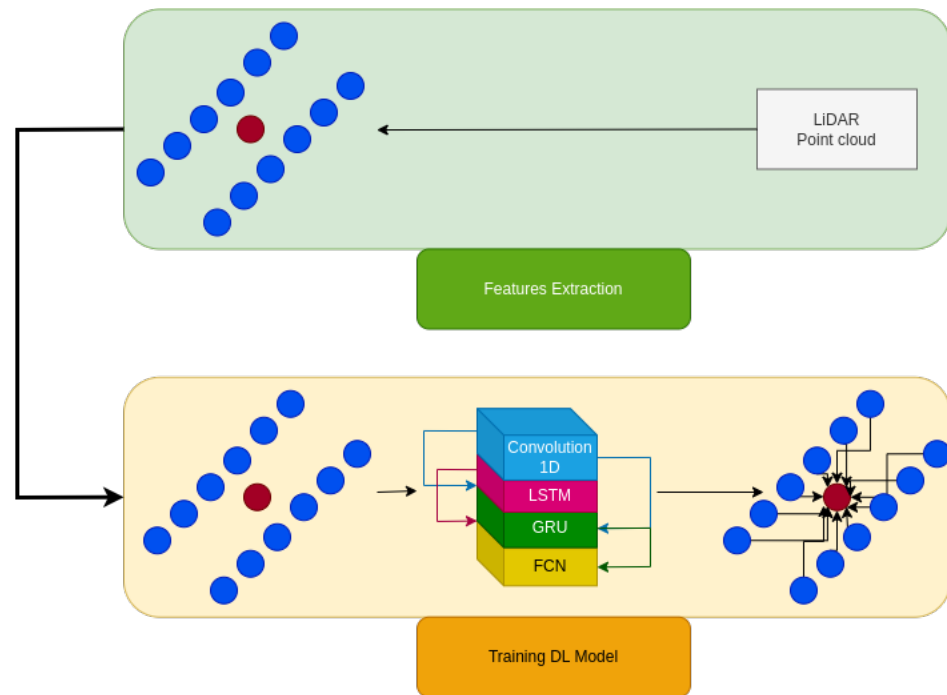 LiDAR
Point cloud
Features Extraction
Convolution
1D
LSTM
GRU
FCN
Training DL Model